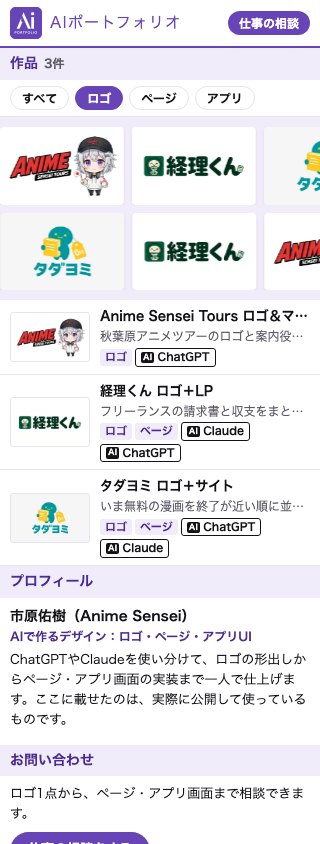 Ai
PORTFOLIO
AIポートフォリオ
仕事の相談
作品 3件
すべて ロゴ ページ アプリ
ANIME
SENSEI TOURS
経理くん
タダヨミ
経理くん
ANIME
Anime Sensei Tours ロゴ＆マ…
秋葉原アニメツアーのロゴと案内役…
ロゴ AI ChatGPT
ANIME
経理くん ロゴ+LP
フリーランスの請求書と収支をまと…
ロゴ ページ AI Claude
AI ChatGPT
経理くん
タダヨミ ロゴ+サイト
いま無料の漫画を終了が近い順に並…
ロゴ ページ AI ChatGPT
AI Claude
タダヨミ
プロフィール
市原佑樹（Anime Sensei）
AIで作るデザイン：ロゴ・ページ・アプリUI
ChatGPTやClaudeを使い分けて、ロゴの形出しか
らページ・アプリ画面の実装まで一人で仕上げま
す。ここに載せたのは、実際に公開して使っている
ものです。
お問い合わせ
ロゴ1点から、ページ・アプリ画面まで相談できま
す。